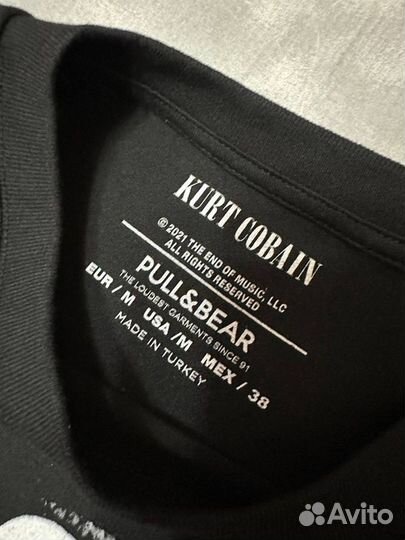 KURT COBAIN
© 2021 THE END OF MUSIC, LLC
ALL RIGHTS RESERVED
PULL&BEAR
THE LOUDEST GARMENTS SINCE 91
EUR / M USA / M MEX / 38
MADE IN TURKEY
Avito